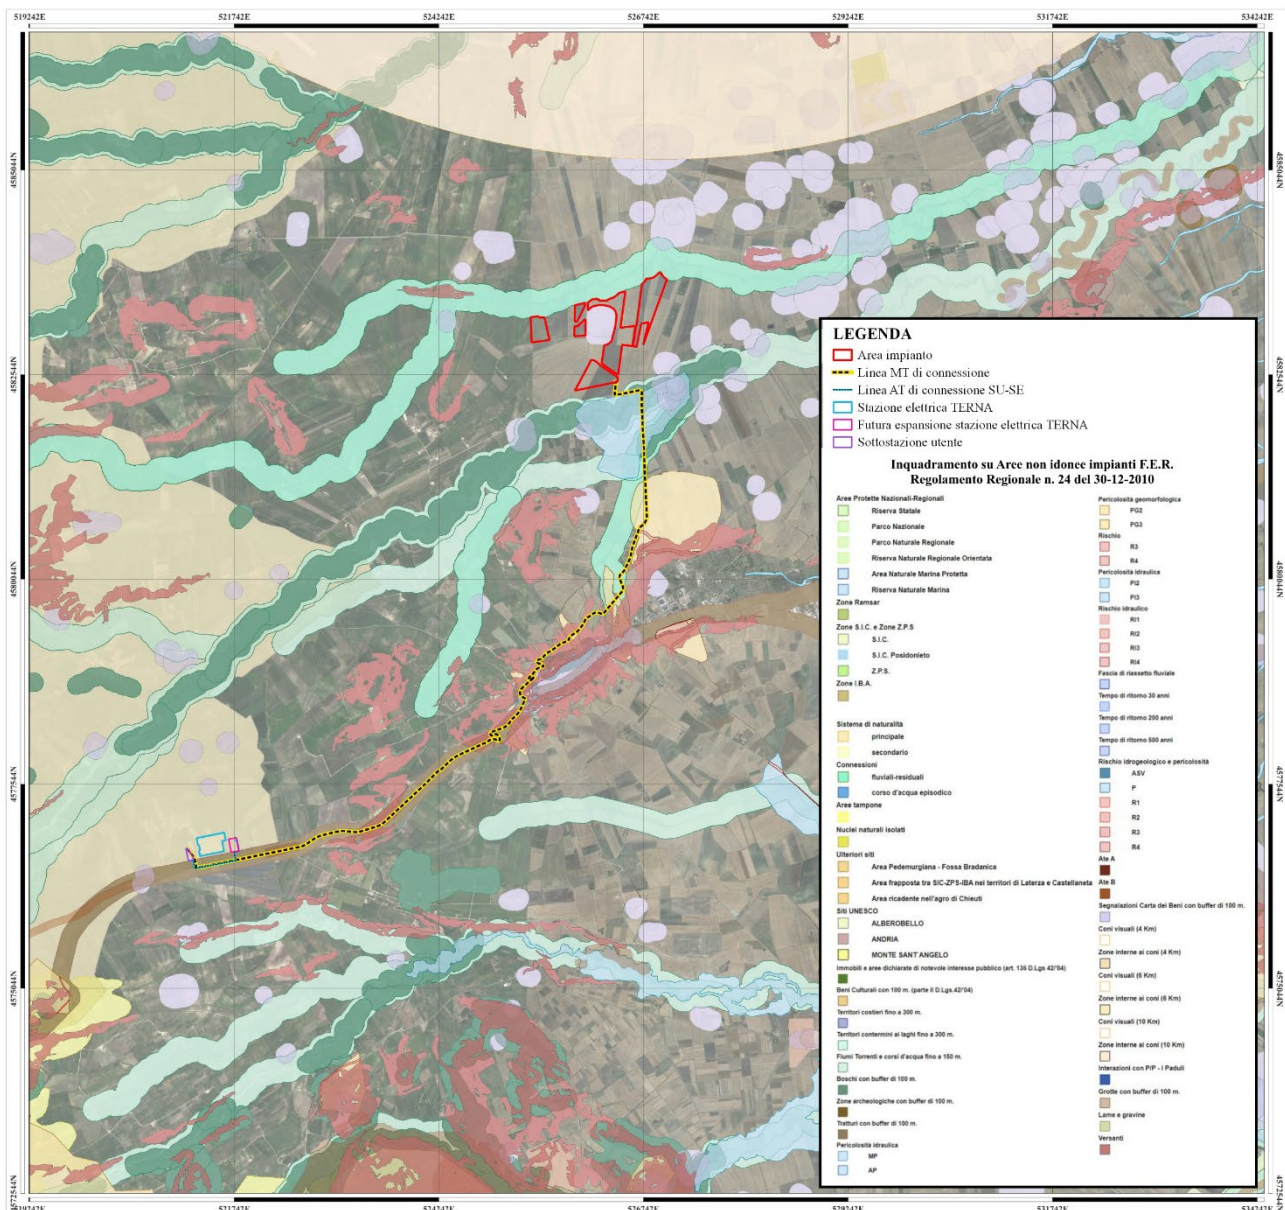 519242E 521742E 524242E 526742E 529242E 531742E 534242E
4585044N 4585044N
4582544N 4582544N
4580044N 4580044N
4577544N 4577544N
4575044N 4575044N
4572544N 4572544N
LEGENDA
Area impianto
Linea MT di connessione
Linea AT di connessione SU-SE
Stazione elettrica TERNA
Futura espansione stazione elettrica TERNA
Sottostazione utente
Inquadramento su Aree non idonee impianti F.E.R.
Regolamento Regionale n. 24 del 30-12-2010
Aree Protette Nazionali-Regionali
Riserva Statale
Parco Nazionale
Parco Naturale Regionale
Riserva Naturale Regionale Orientata
Area Naturale Marina Protetta
Riserva Naturale Marina
Zone Ramsar
Zone S.I.C. e Zone Z.P.S
S.I.C.
S.I.C. Posidonieto
Z.P.S.
Zone I.B.A.
Sistema di naturalità
principale
secondario
Connessioni
fluviali-residuali
corso d'acqua episodico
Aree tampone
Nuclei naturali isolati
Ulteriori siti
Area Pedemurgiana - Fossa Bradanica
Area frapposta tra SIC-ZPS-IBA nei territori di Laterza e Castellaneta
Area ricadente nell'agro di Chieuti
Siti UNESCO
ALBEROBELLO
ANDRIA
MONTE SANT'ANGELO
Immobili e aree dichiarate di notevole interesse pubblico (art. 136 D.Lgs 42/'04)
Beni Culturali con 100 m. (parte II D.Lgs.42/'04)
Territori costieri fino a 300 m.
Territori contermini ai laghi fino a 300 m.
Fiumi Torrenti e corsi d'acqua fino a 150 m.
Boschi con buffer di 100 m.
Zone archeologiche con buffer di 100 m.
Tratturi con buffer di 100 m.
Pericolosità idraulica
MP
AP
Pericolosità geomorfologica
PG2
PG3
Rischio
R3
R4
Pericolosità idraulica
PI2
PI3
Rischio idraulico
RI1
RI2
RI3
RI4
Fascia di riassetto fluviale
Tempo di ritorno 30 anni
Tempo di ritorno 200 anni
Tempo di ritorno 500 anni
Rischio idrogeologico e pericolosità
ASV
P
R1
R2
R3
R4
Ate A
Ate B
Segnalazioni Carta dei Beni con buffer di 100 m.
Coni visuali (4 Km)
Zone interne ai coni (4 Km)
Coni visuali (6 Km)
Zone interne ai coni (6 Km)
Coni visuali (10 Km)
Zone interne ai coni (10 Km)
Interazioni con P/P - I Paduli
Grotte con buffer di 100 m.
Lame e gravine
Versanti
519242E 521742E 524242E 526742E 529242E 531742E 534242E